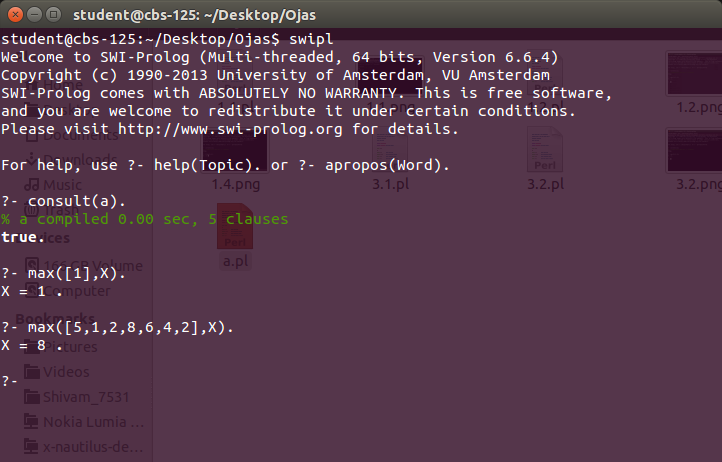 student@cbs-125: ~/Desktop/Ojas
student@cbs-125:~/Desktop/Ojas$ swipl
Welcome to SWI-Prolog (Multi-threaded, 64 bits, Version 6.6.4)
Copyright (c) 1990-2013 University of Amsterdam, VU Amsterdam
SWI-Prolog comes with ABSOLUTELY NO WARRANTY. This is free software,
and you are welcome to redistribute it under certain conditions.
Please visit http://www.swi-prolog.org for details.
For help, use ?- help(Topic). or ?- apropos(Word).
?- consult(a).
% a compiled 0.00 sec, 5 clauses
true.
?- max([1],X).
X = 1 .
?- max([5,1,2,8,6,4,2],X).
X = 8 .
?-
Documents
Downloads
Music
Trash
Computer
Bookmarks
Pictures
Videos
Shivam_7531
Nokia Lumia ...
x-nautilus-de...
1.2.png
1.4.png
3.1.pl
3.2.pl
3.2.png
Perl
Perl
Perl
a.pl